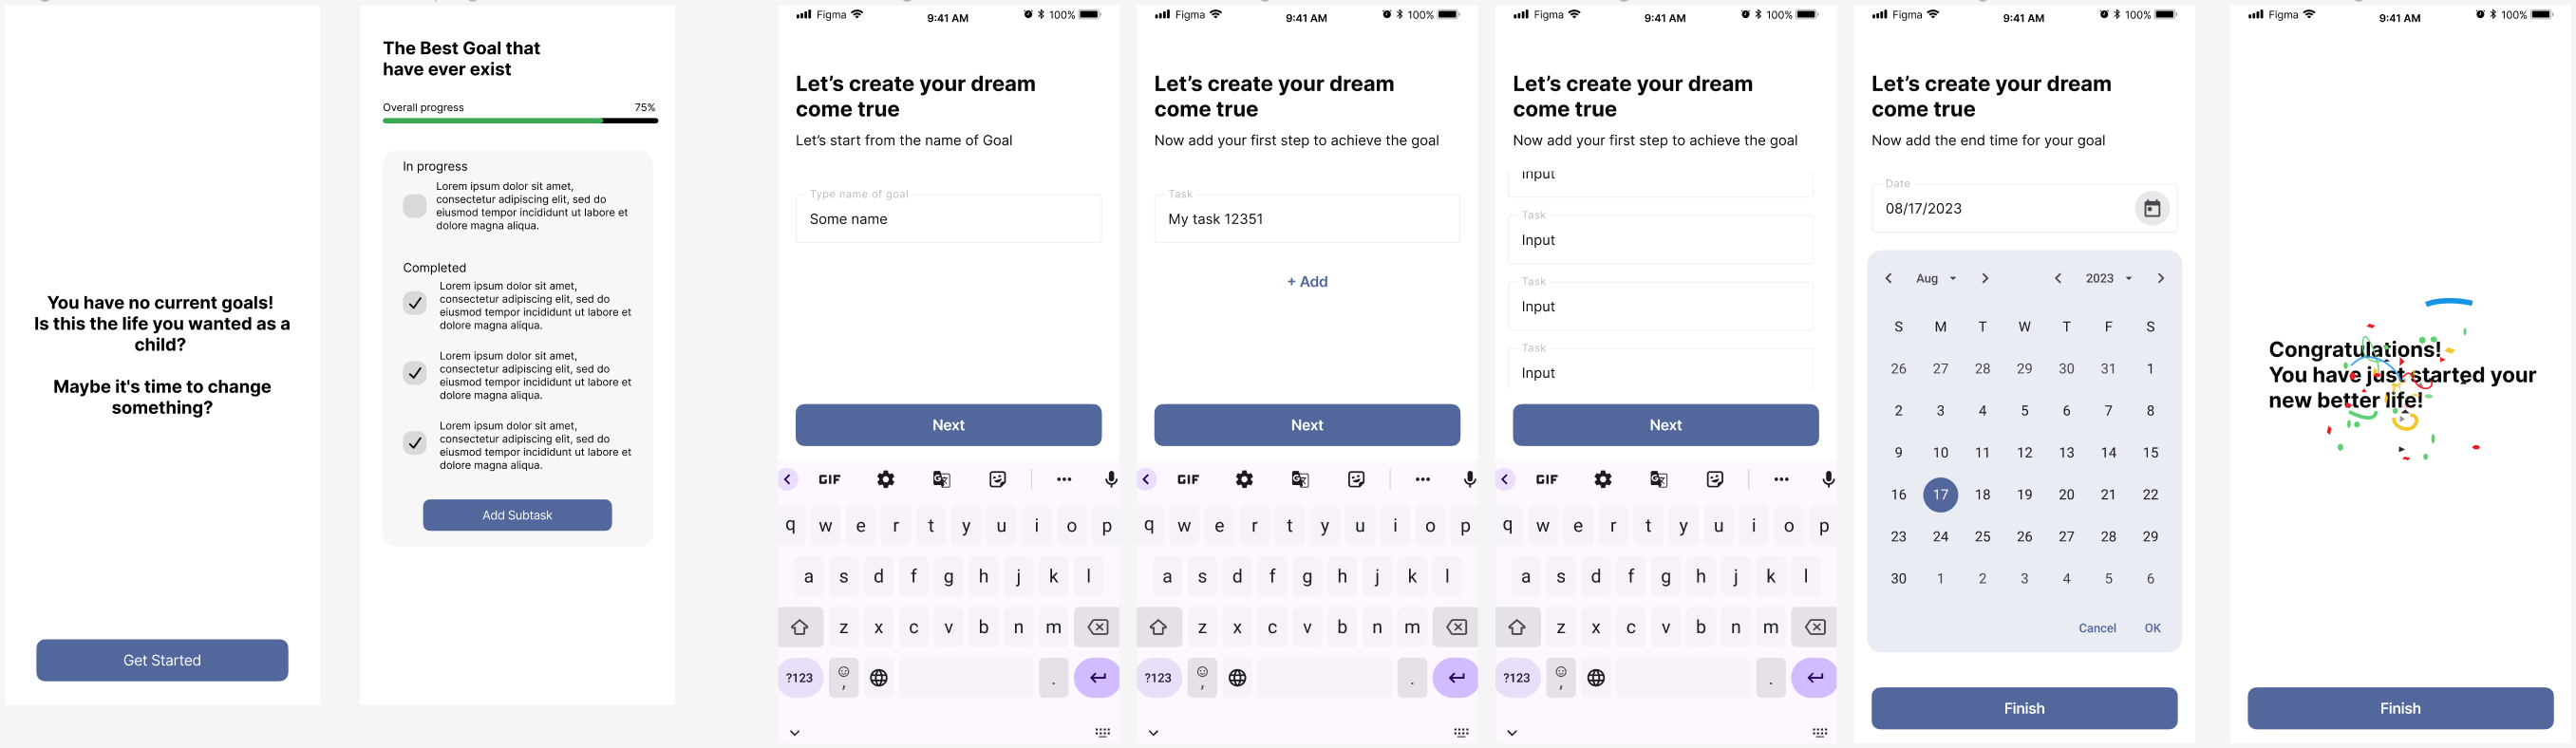 You have no current goals!
Is this the life you wanted as a
child?
Maybe it's time to change
something?
Get Started
The Best Goal that
have ever exist
Overall progress 75%
In progress
Lorem ipsum dolor sit amet,
consectetur adipiscing elit, sed do
eiusmod tempor incididunt ut labore et
dolore magna aliqua.
Completed
Lorem ipsum dolor sit amet,
consectetur adipiscing elit, sed do
eiusmod tempor incididunt ut labore et
dolore magna aliqua.
Lorem ipsum dolor sit amet,
consectetur adipiscing elit, sed do
eiusmod tempor incididunt ut labore et
dolore magna aliqua.
Lorem ipsum dolor sit amet,
consectetur adipiscing elit, sed do
eiusmod tempor incididunt ut labore et
dolore magna aliqua.
Add Subtask
Figma 9:41 AM 100%
Let's create your dream
come true
Let's start from the name of Goal
Type name of goal
Some name
Next
GIF
q w e r t y u i o p
a s d f g h j k l
z x c v b n m
?123 , .
Figma 9:41 AM 100%
Let's create your dream
come true
Now add your first step to achieve the goal
Task
My task 12351
+ Add
Next
GIF
q w e r t y u i o p
a s d f g h j k l
z x c v b n m
?123 , .
Figma 9:41 AM 100%
Let's create your dream
come true
Now add your first step to achieve the goal
Input
Task
Input
Task
Input
Task
Input
Next
GIF
q w e r t y u i o p
a s d f g h j k l
z x c v b n m
?123 , .
Figma 9:41 AM 100%
Let's create your dream
come true
Now add the end time for your goal
Date
08/17/2023
Aug 2023
S M T W T F S
26 27 28 29 30 31 1
2 3 4 5 6 7 8
9 10 11 12 13 14 15
16 17 18 19 20 21 22
23 24 25 26 27 28 29
30 1 2 3 4 5 6
Cancel OK
Finish
Figma 9:41 AM 100%
Congratulations!
You have just started your
new better life!
Finish